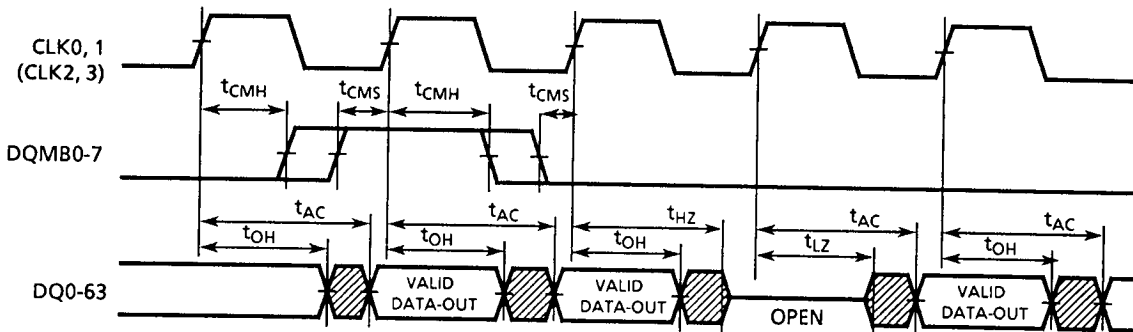 CLK0, 1
(CLK2, 3)
tCMH
tCMS
tCMH
tCMS
DQMB0-7
tAC
tAC
tHZ
tAC
tAC
tOH
tOH
tOH
tLZ
tOH
DQ0-63
VALID
DATA-OUT
VALID
DATA-OUT
OPEN
VALID
DATA-OUT